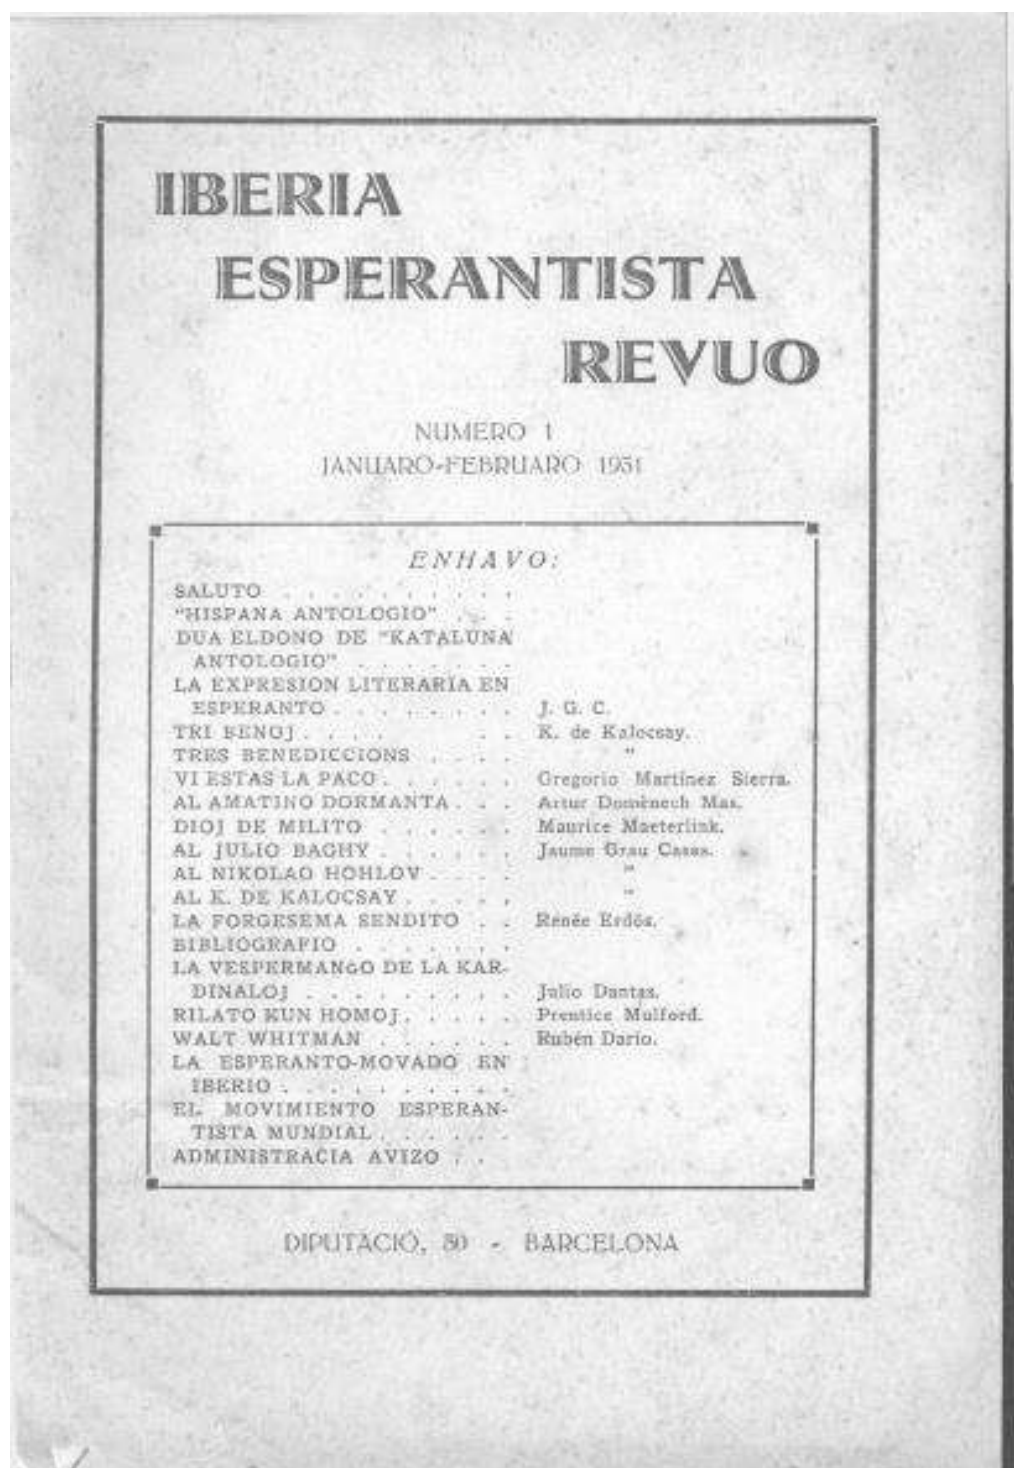 IBERIA
ESPERANTISTA
REVUO
NUMERO 1
JANUARO-FEBRUARO 1931
ENHAVO:
SALUTO . . . . . . . . . .
"HISPANA ANTOLOGIO" . . .
DUA ELDONO DE "KATALUNA
ANTOLOGIO" . . . . . . .
LA EXPRESION LITERARIA EN
ESPERANTO . . . . . . . . J. G. C.
TRI BENOJ . . . . . . K. de Kalocsay.
TRES BENEDICCIONS . . . . "
VI ESTAS LA PACO . . . . . . Gregorio Martínez Sierra.
AL AMATINO DORMANTA . . . Artur Domènech Mas.
DIOJ DE MILITO . . . . . . Maurice Maeterlink.
AL JULIO BAGHY . . . . . . Jaume Grau Casas.
AL NIKOLAO HOHLOV . . . . "
AL K. DE KALOCSAY . . . . . "
LA FORGESEMA SENDITO . . Renée Erdös.
BIBLIOGRAFIO . . . . . . .
LA VESPERMANĜO DE LA KAR-
DINALOJ . . . . . . . . . Julio Dantas.
RILATO KUN HOMOJ . . . . . Prentice Mulford.
WALT WHITMAN . . . . . . Rubén Darío.
LA ESPERANTO-MOVADO EN
IBERIO . . . . . . . . . .
EL MOVIMIENTO ESPERAN-
TISTA MUNDIAL . . . . . .
ADMINISTRACIA AVIZO . .
DIPUTACIÓ, 80 - BARCELONA